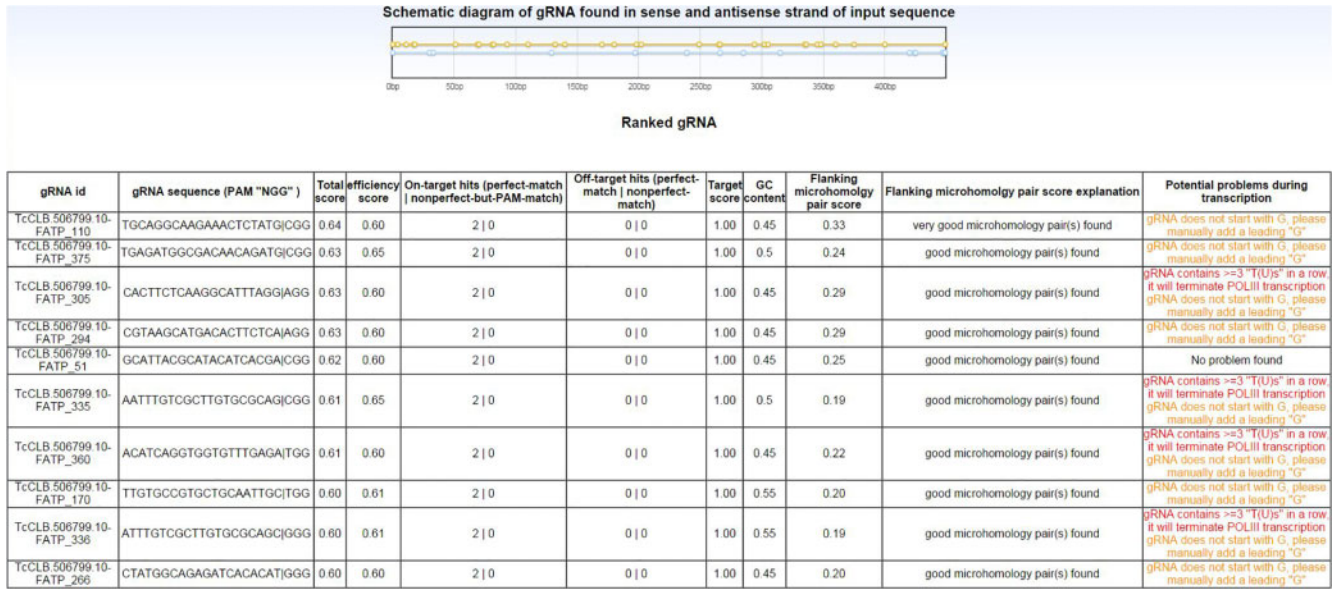 Schematic diagram of gRNA found in sense and antisense strand of input sequence
0bp 50bp 100bp 150bp 200bp 250bp 300bp 350bp 400bp
Ranked gRNA
gRNA id gRNA sequence (PAM "NGG" ) Total score efficiency score On-target hits (perfect-match | nonperfect-but-PAM-match) Off-target hits (perfect-match | nonperfect-match) Target score GC content Flanking microhomolgy pair score Flanking microhomolgy pair score explanation Potential problems during transcription
TcCLB.506799.10-FATP_110 TGCAGGCAAGAAACTCTATG|CGG 0.64 0.60 2 | 0 0 | 0 1.00 0.45 0.33 very good microhomology pair(s) found gRNA does not start with G, please manually add a leading "G"
TcCLB.506799.10-FATP_375 TGAGATGGCGACAACAGATG|CGG 0.63 0.65 2 | 0 0 | 0 1.00 0.5 0.24 good microhomology pair(s) found gRNA does not start with G, please manually add a leading "G"
TcCLB.506799.10-FATP_305 CACTTCTCAAGGCATTTAGG|AGG 0.63 0.60 2 | 0 0 | 0 1.00 0.45 0.29 good microhomology pair(s) found gRNA contains >=3 "T(U)s" in a row, it will terminate POLIII transcription gRNA does not start with G, please manually add a leading "G"
TcCLB.506799.10-FATP_294 CGTAAGCATGACACTTCTCA|AGG 0.63 0.60 2 | 0 0 | 0 1.00 0.45 0.29 good microhomology pair(s) found gRNA does not start with G, please manually add a leading "G"
TcCLB.506799.10-FATP_51 GCATTACGCATACATCACGA|CGG 0.62 0.60 2 | 0 0 | 0 1.00 0.45 0.25 good microhomology pair(s) found No problem found
TcCLB.506799.10-FATP_335 AATTTGTCGCTTGTGCGCAG|CGG 0.61 0.65 2 | 0 0 | 0 1.00 0.5 0.19 good microhomology pair(s) found gRNA contains >=3 "T(U)s" in a row, it will terminate POLIII transcription gRNA does not start with G, please manually add a leading "G"
TcCLB.506799.10-FATP_360 ACATCAGGTGGTGTTTGAGA|TGG 0.61 0.60 2 | 0 0 | 0 1.00 0.45 0.22 good microhomology pair(s) found gRNA contains >=3 "T(U)s" in a row, it will terminate POLIII transcription gRNA does not start with G, please manually add a leading "G"
TcCLB.506799.10-FATP_170 TTGTGCCGTGCTGCAATTGC|TGG 0.60 0.61 2 | 0 0 | 0 1.00 0.55 0.20 good microhomology pair(s) found gRNA does not start with G, please manually add a leading "G"
TcCLB.506799.10-FATP_336 ATTTGTCGCTTGTGCGCAGC|GGG 0.60 0.61 2 | 0 0 | 0 1.00 0.55 0.19 good microhomology pair(s) found gRNA contains >=3 "T(U)s" in a row, it will terminate POLIII transcription gRNA does not start with G, please manually add a leading "G"
TcCLB.506799.10-FATP_266 CTATGGCAGAGATCACACAT|GGG 0.60 0.60 2 | 0 0 | 0 1.00 0.45 0.20 good microhomology pair(s) found gRNA does not start with G, please manually add a leading "G"